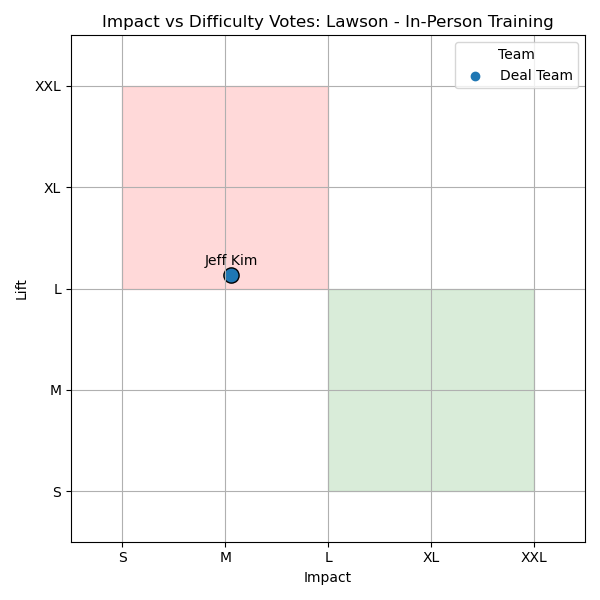 Impact vs Difficulty Votes: Lawson - In-Person Training
Team
Deal Team
XXL
XL
Jeff Kim
L
Lift
M
S
S M L XL XXL
Impact